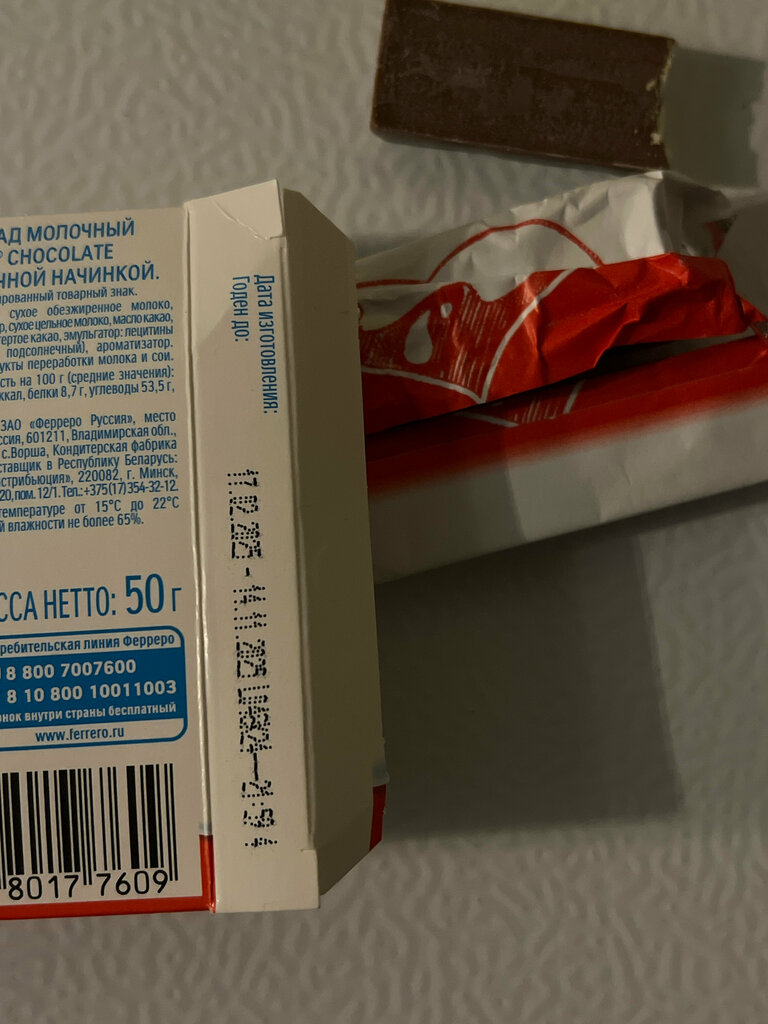 АД МОЛОЧНЫЙ
® CHOCOLATE
ЧНОЙ НАЧИНКОЙ.
рованный товарный знак.
сухое обезжиренное молоко,
р, сухое цельное молоко, масло какао,
тертое какао, эмульгатор: лецитины
подсолнечный), ароматизатор.
укты переработки молока и сои.
сть на 100 г (средние значения):
ккал, белки 8,7 г, углеводы 53,5 г,
ЗАО «Ферреро Руссия», место
ссия, 601211, Владимирская обл.,
с.Ворша, Кондитерская фабрика
ставщик в Республику Беларусь:
стрибьюция», 220082, г. Минск,
20, пом. 12/1. Тел.: +375(17)354-32-12.
температуре от 15°C до 22°C
й влажности не более 65%.
ССА НЕТТО: 50 г
ребительская линия Ферреро
8 800 7007600
8 10 800 10011003
онок внутри страны бесплатный
www.ferrero.ru
80177609
Дата изготовления:
Годен до:
17.02.2025 - 14.11.2025